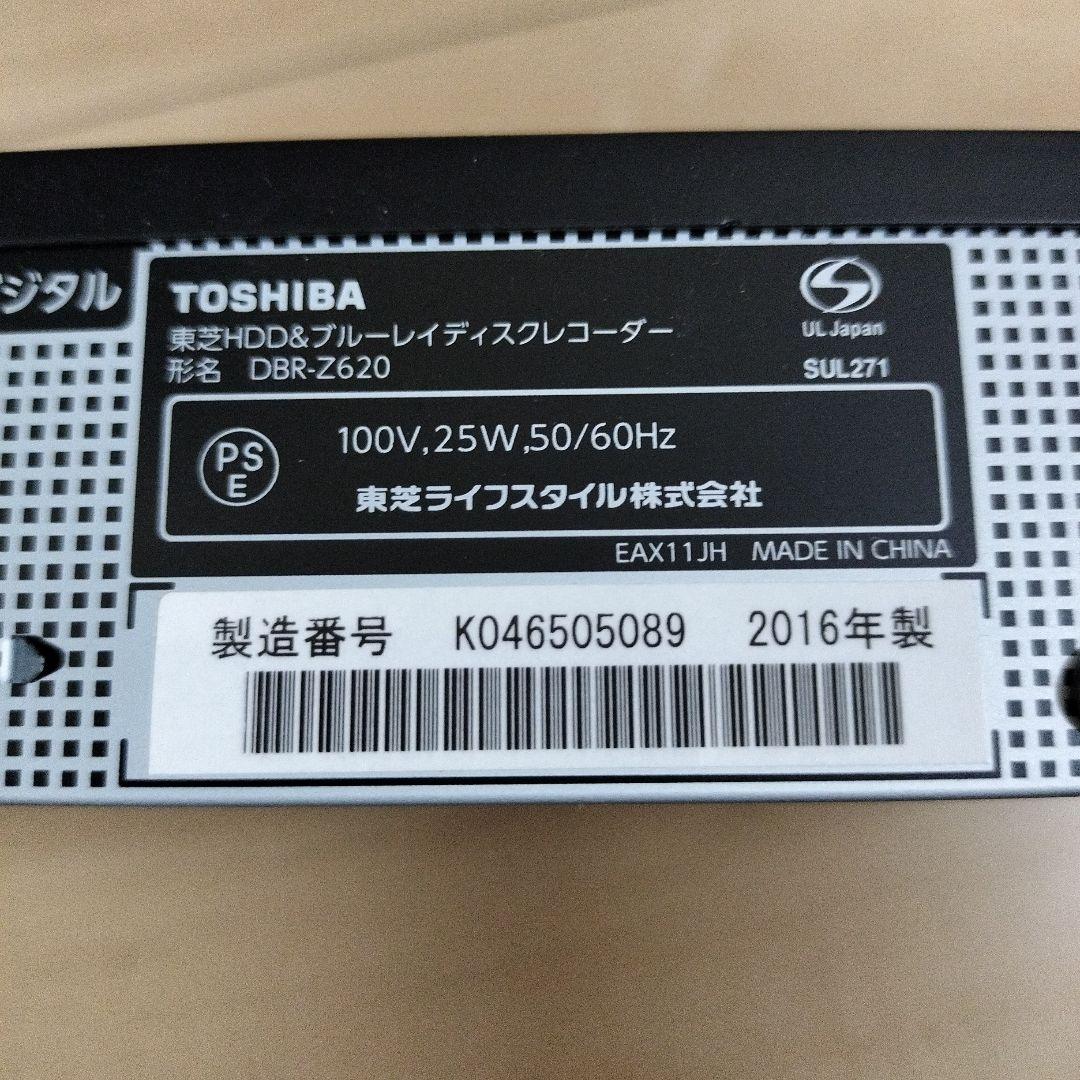 ジタル
TOSHIBA
東芝HDD&ブルーレイディスクレコーダー
形名 DBR-Z620
UL Japan
SUL271
PS
E
100V,25W,50/60Hz
東芝ライフスタイル株式会社
EAX11JH MADE IN CHINA
製造番号 K046505089 2016年製